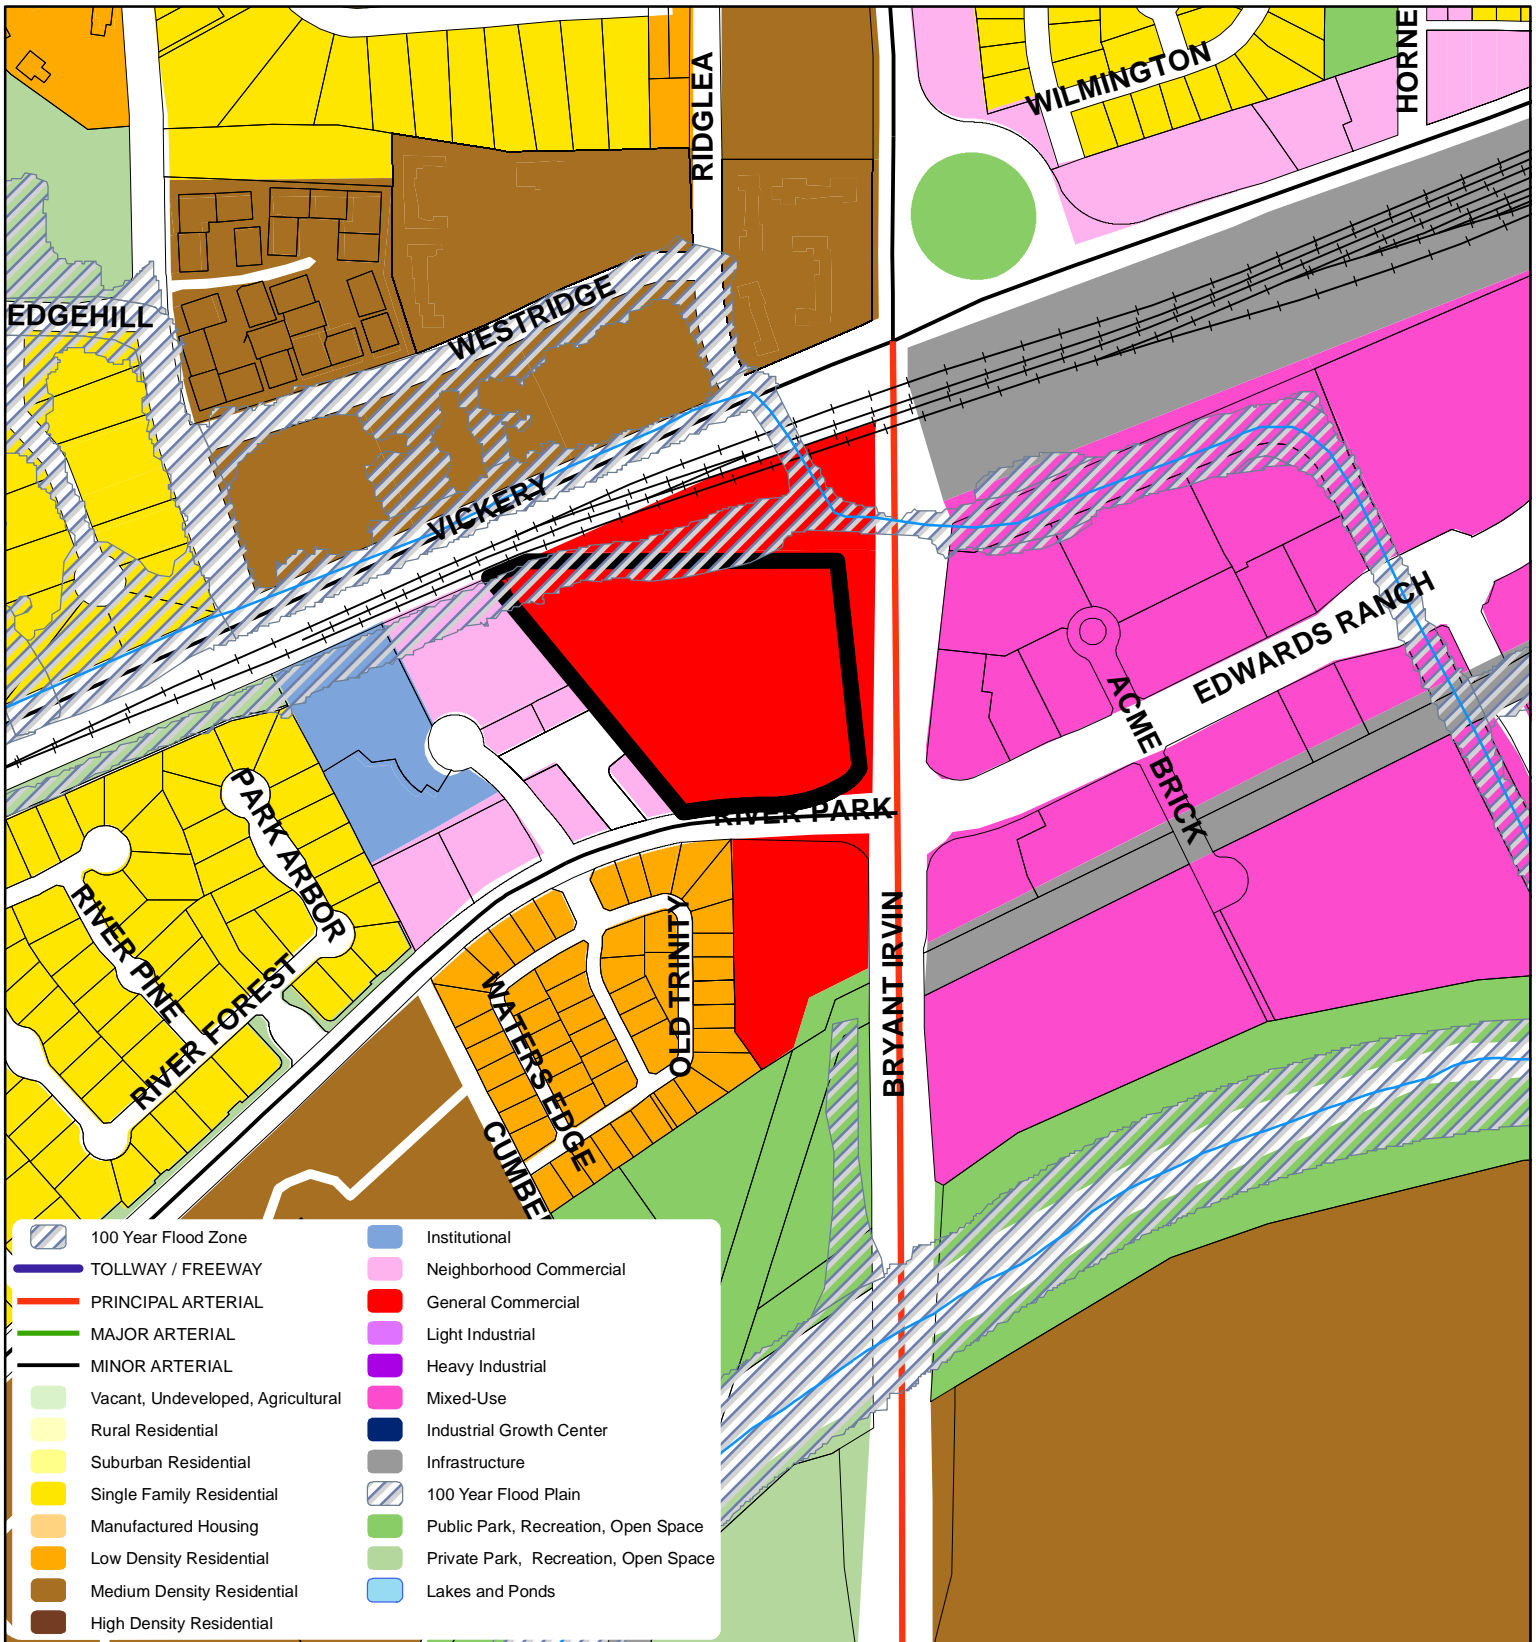 HORNE
WILMINGTON
RIDGLEA
EDGEHILL
WESTRIDGE
VICKERY
EDWARDS RANCH
ACME BRICK
RIVER PARK
PARK ARBOR
RIVER PINE
RIVER FOREST
WATERS EDGE
OLD TRINITY
BRYANT IRVIN
CUMBE
100 Year Flood Zone
TOLLWAY / FREEWAY
PRINCIPAL ARTERIAL
MAJOR ARTERIAL
MINOR ARTERIAL
Vacant, Undeveloped, Agricultural
Rural Residential
Suburban Residential
Single Family Residential
Manufactured Housing
Low Density Residential
Medium Density Residential
High Density Residential
Institutional
Neighborhood Commercial
General Commercial
Light Industrial
Heavy Industrial
Mixed-Use
Industrial Growth Center
Infrastructure
100 Year Flood Plain
Public Park, Recreation, Open Space
Private Park, Recreation, Open Space
Lakes and Ponds